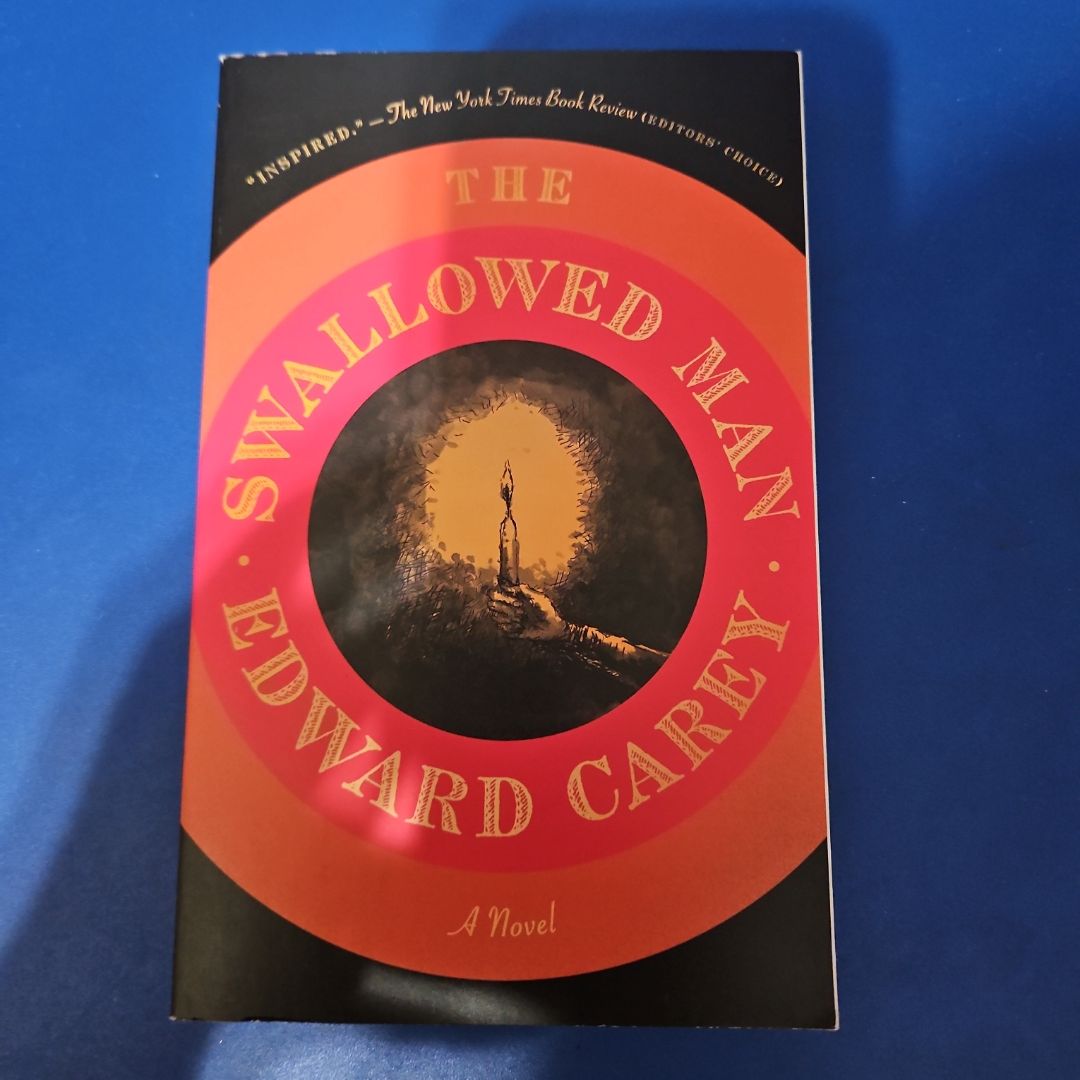 “INSPIRED.” —The New York Times Book Review (EDITORS’ CHOICE)
THE
SWALLOWED MAN
· EDWARD CAREY ·
A Novel